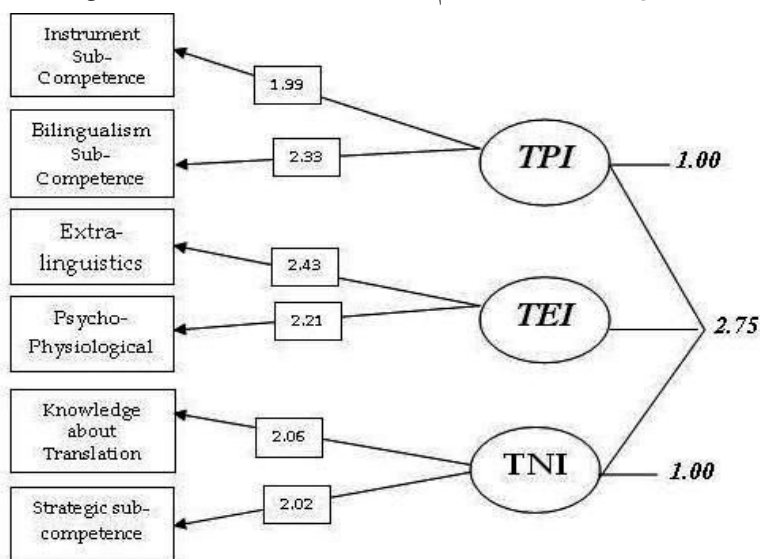 Instrument
Sub-
Competence
1.99
Bilingualism
Sub-
Competence
2.33
TPI
1.00
Extra-
linguistics
2.43
Psycho-
Physiological
2.21
TEI
2.75
Knowledge
about
Translation
2.06
TNI
1.00
Strategic sub-
competence
2.02